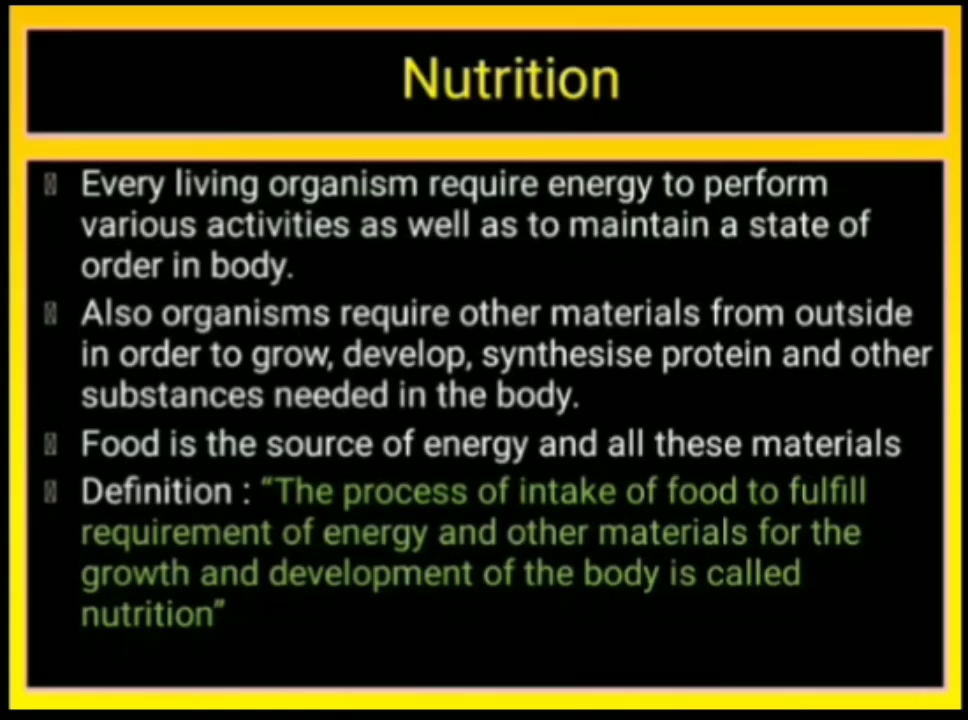 Nutrition
Every living organism require energy to perform
various activities as well as to maintain a state of
order in body.
Also organisms require other materials from outside
in order to grow, develop, synthesise protein and other
substances needed in the body.
Food is the source of energy and all these materials
Definition : “The process of intake of food to fulfill
requirement of energy and other materials for the
growth and development of the body is called
nutrition”